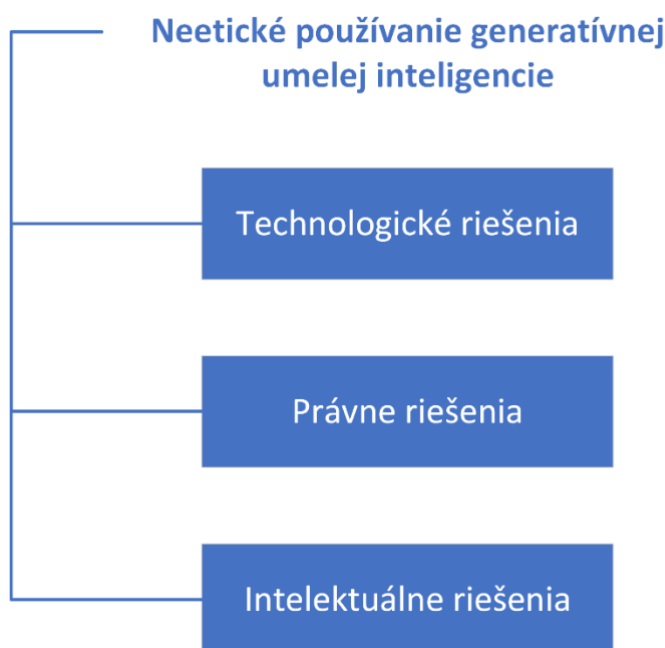 Neetické používanie generatívnej
umelej inteligencie
Technologické riešenia
Právne riešenia
Intelektuálne riešenia